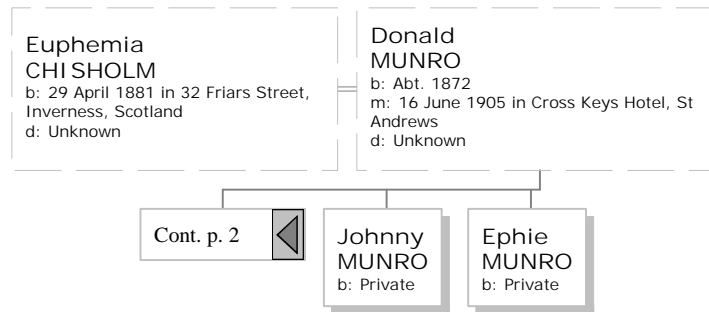 Euphemia
CHISHOLM
b: 29 April 1881 in 32 Friars Street,
Inverness, Scotland
d: Unknown
Donald
MUNRO
b: Abt. 1872
m: 16 June 1905 in Cross Keys Hotel, St
Andrews
d: Unknown
Cont. p. 2
Johnny
MUNRO
b: Private
Ephie
MUNRO
b: Private